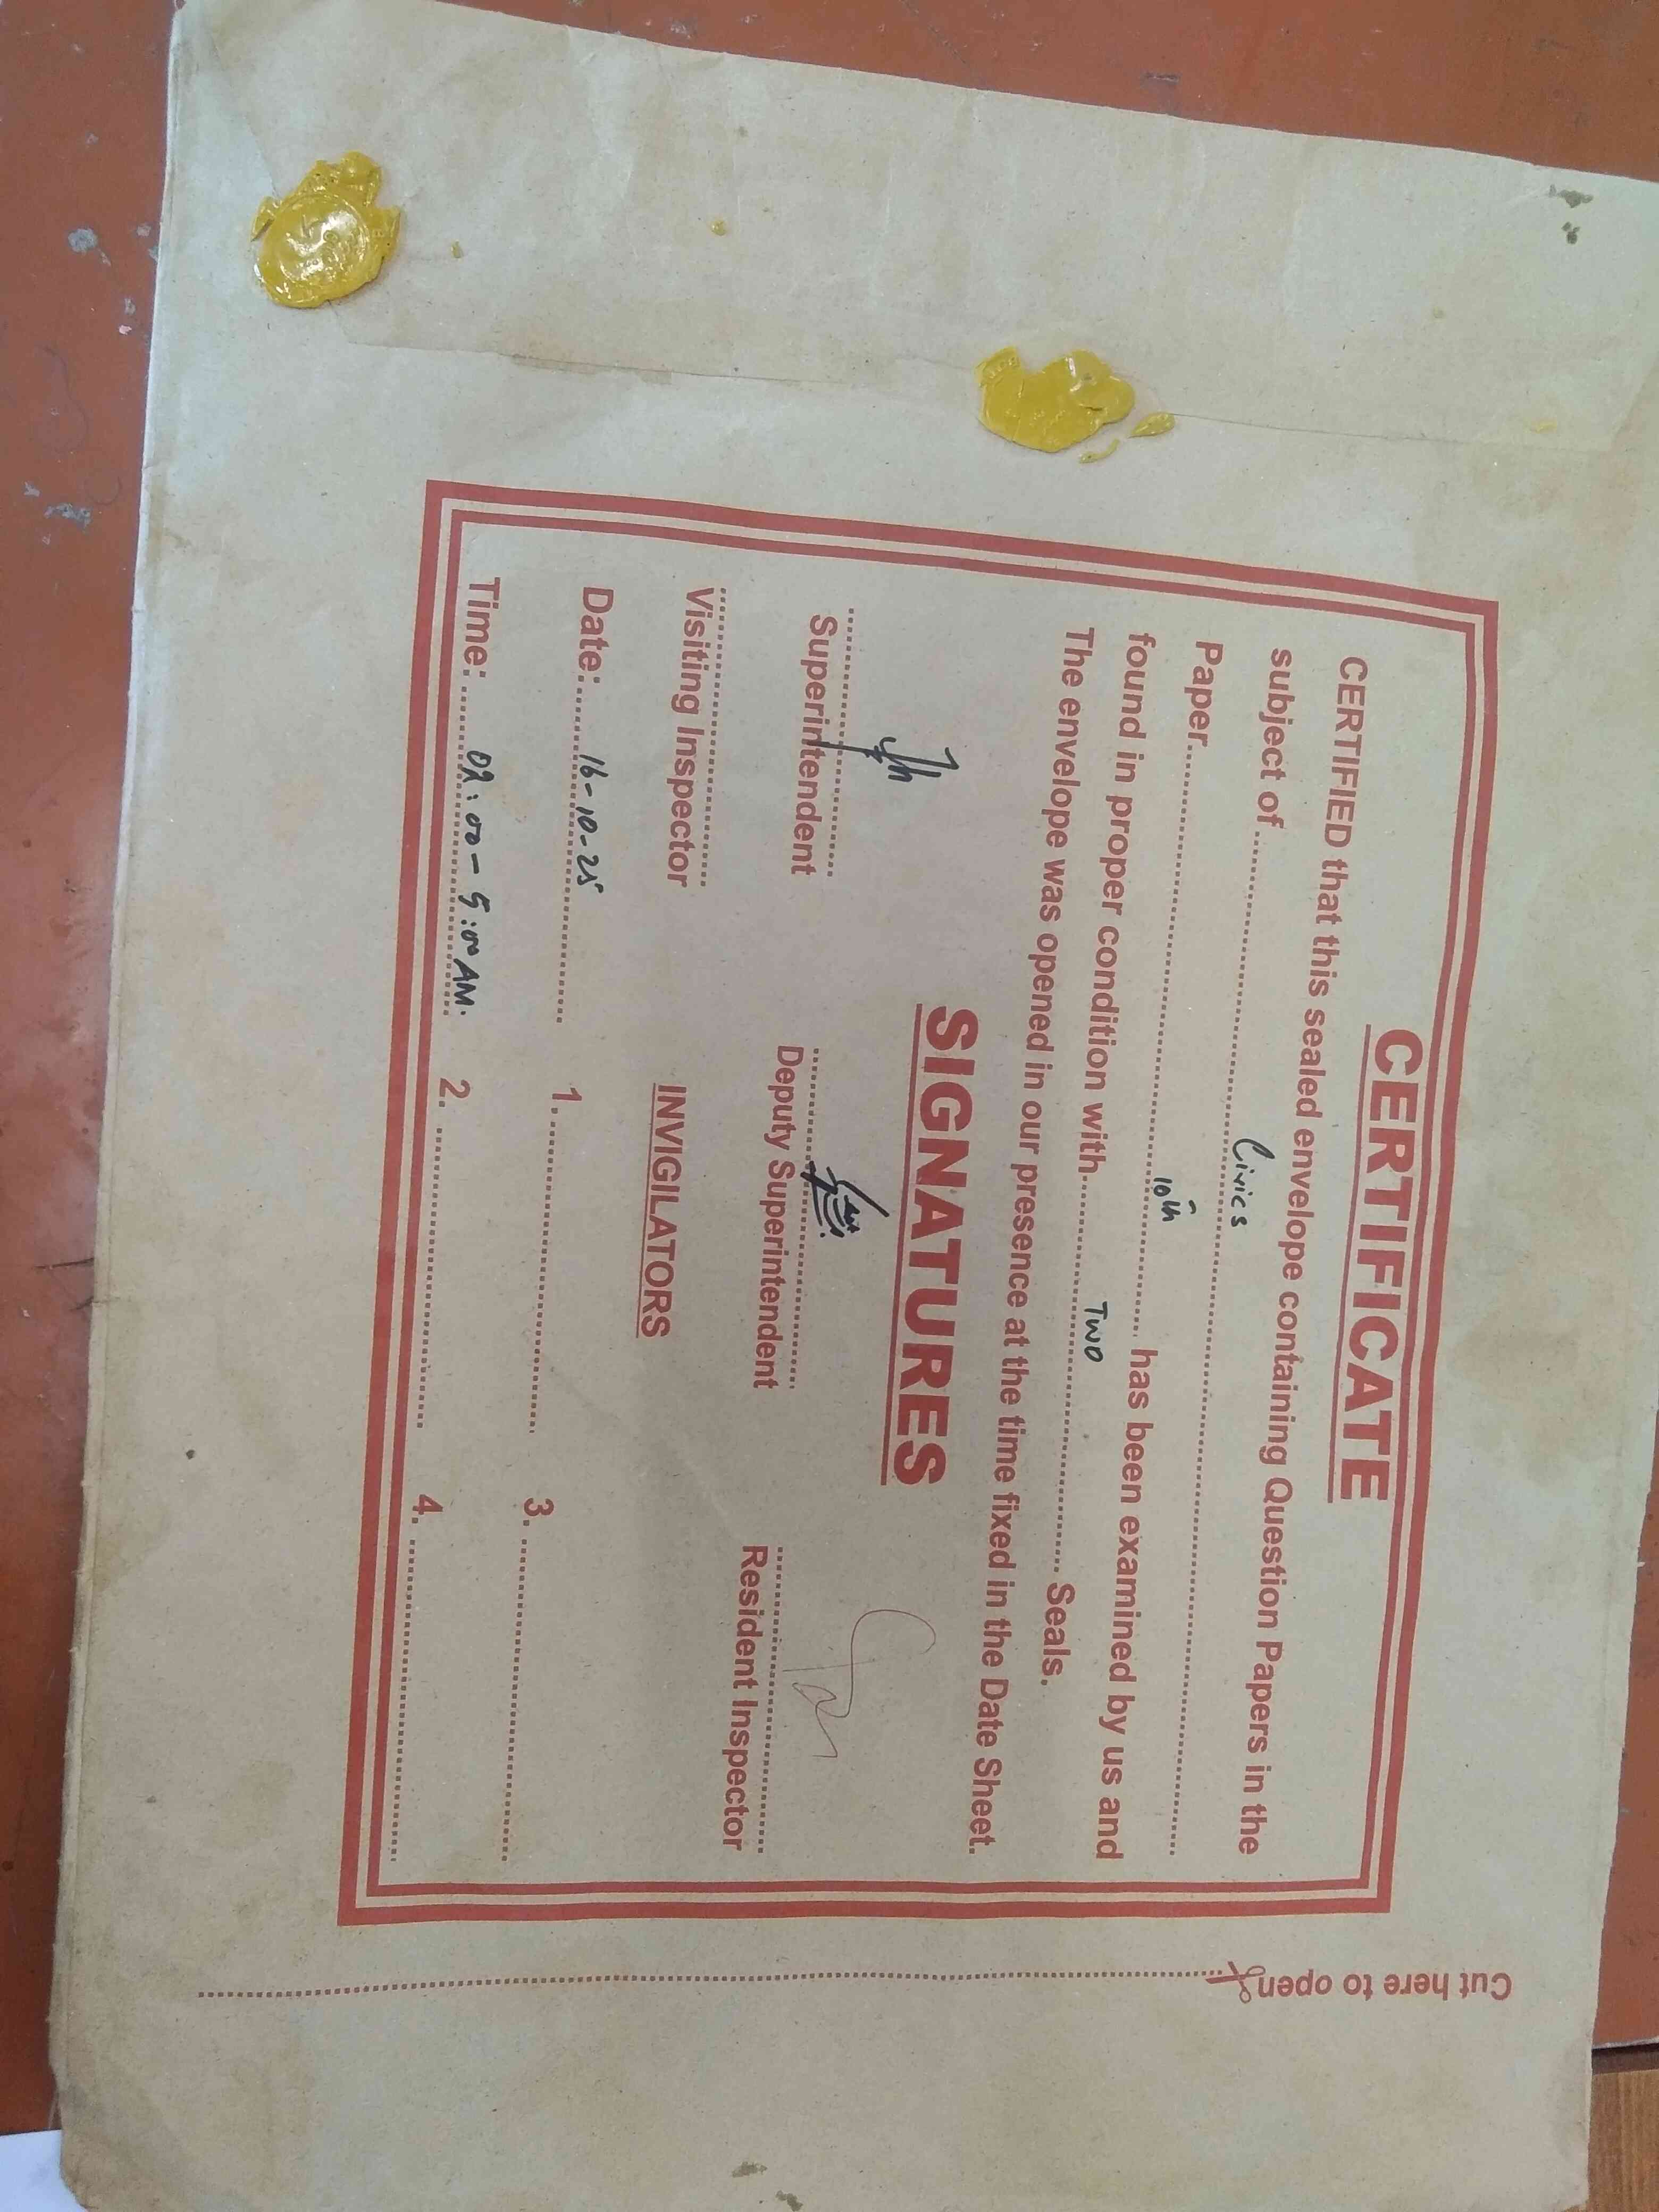 CERTIFICATE
CERTIFIED that this sealed envelope containing Question Papers in the
subject of.......... Civics ..........
Paper.......... 10th ..........
has been examined by us and
found in proper condition with.......... Two .......... Seals.
The envelope was opened in our presence at the time fixed in the Date Sheet.
SIGNATURES
Superintendent Deputy Superintendent Resident Inspector
Visiting Inspector INVIGILATORS
Date:..... 16-10-25 ..... 1. .......... 3. ..........
Time:..... 02:00 - 5:00 AM. 2. .......... 4. ..........
Cut here to open